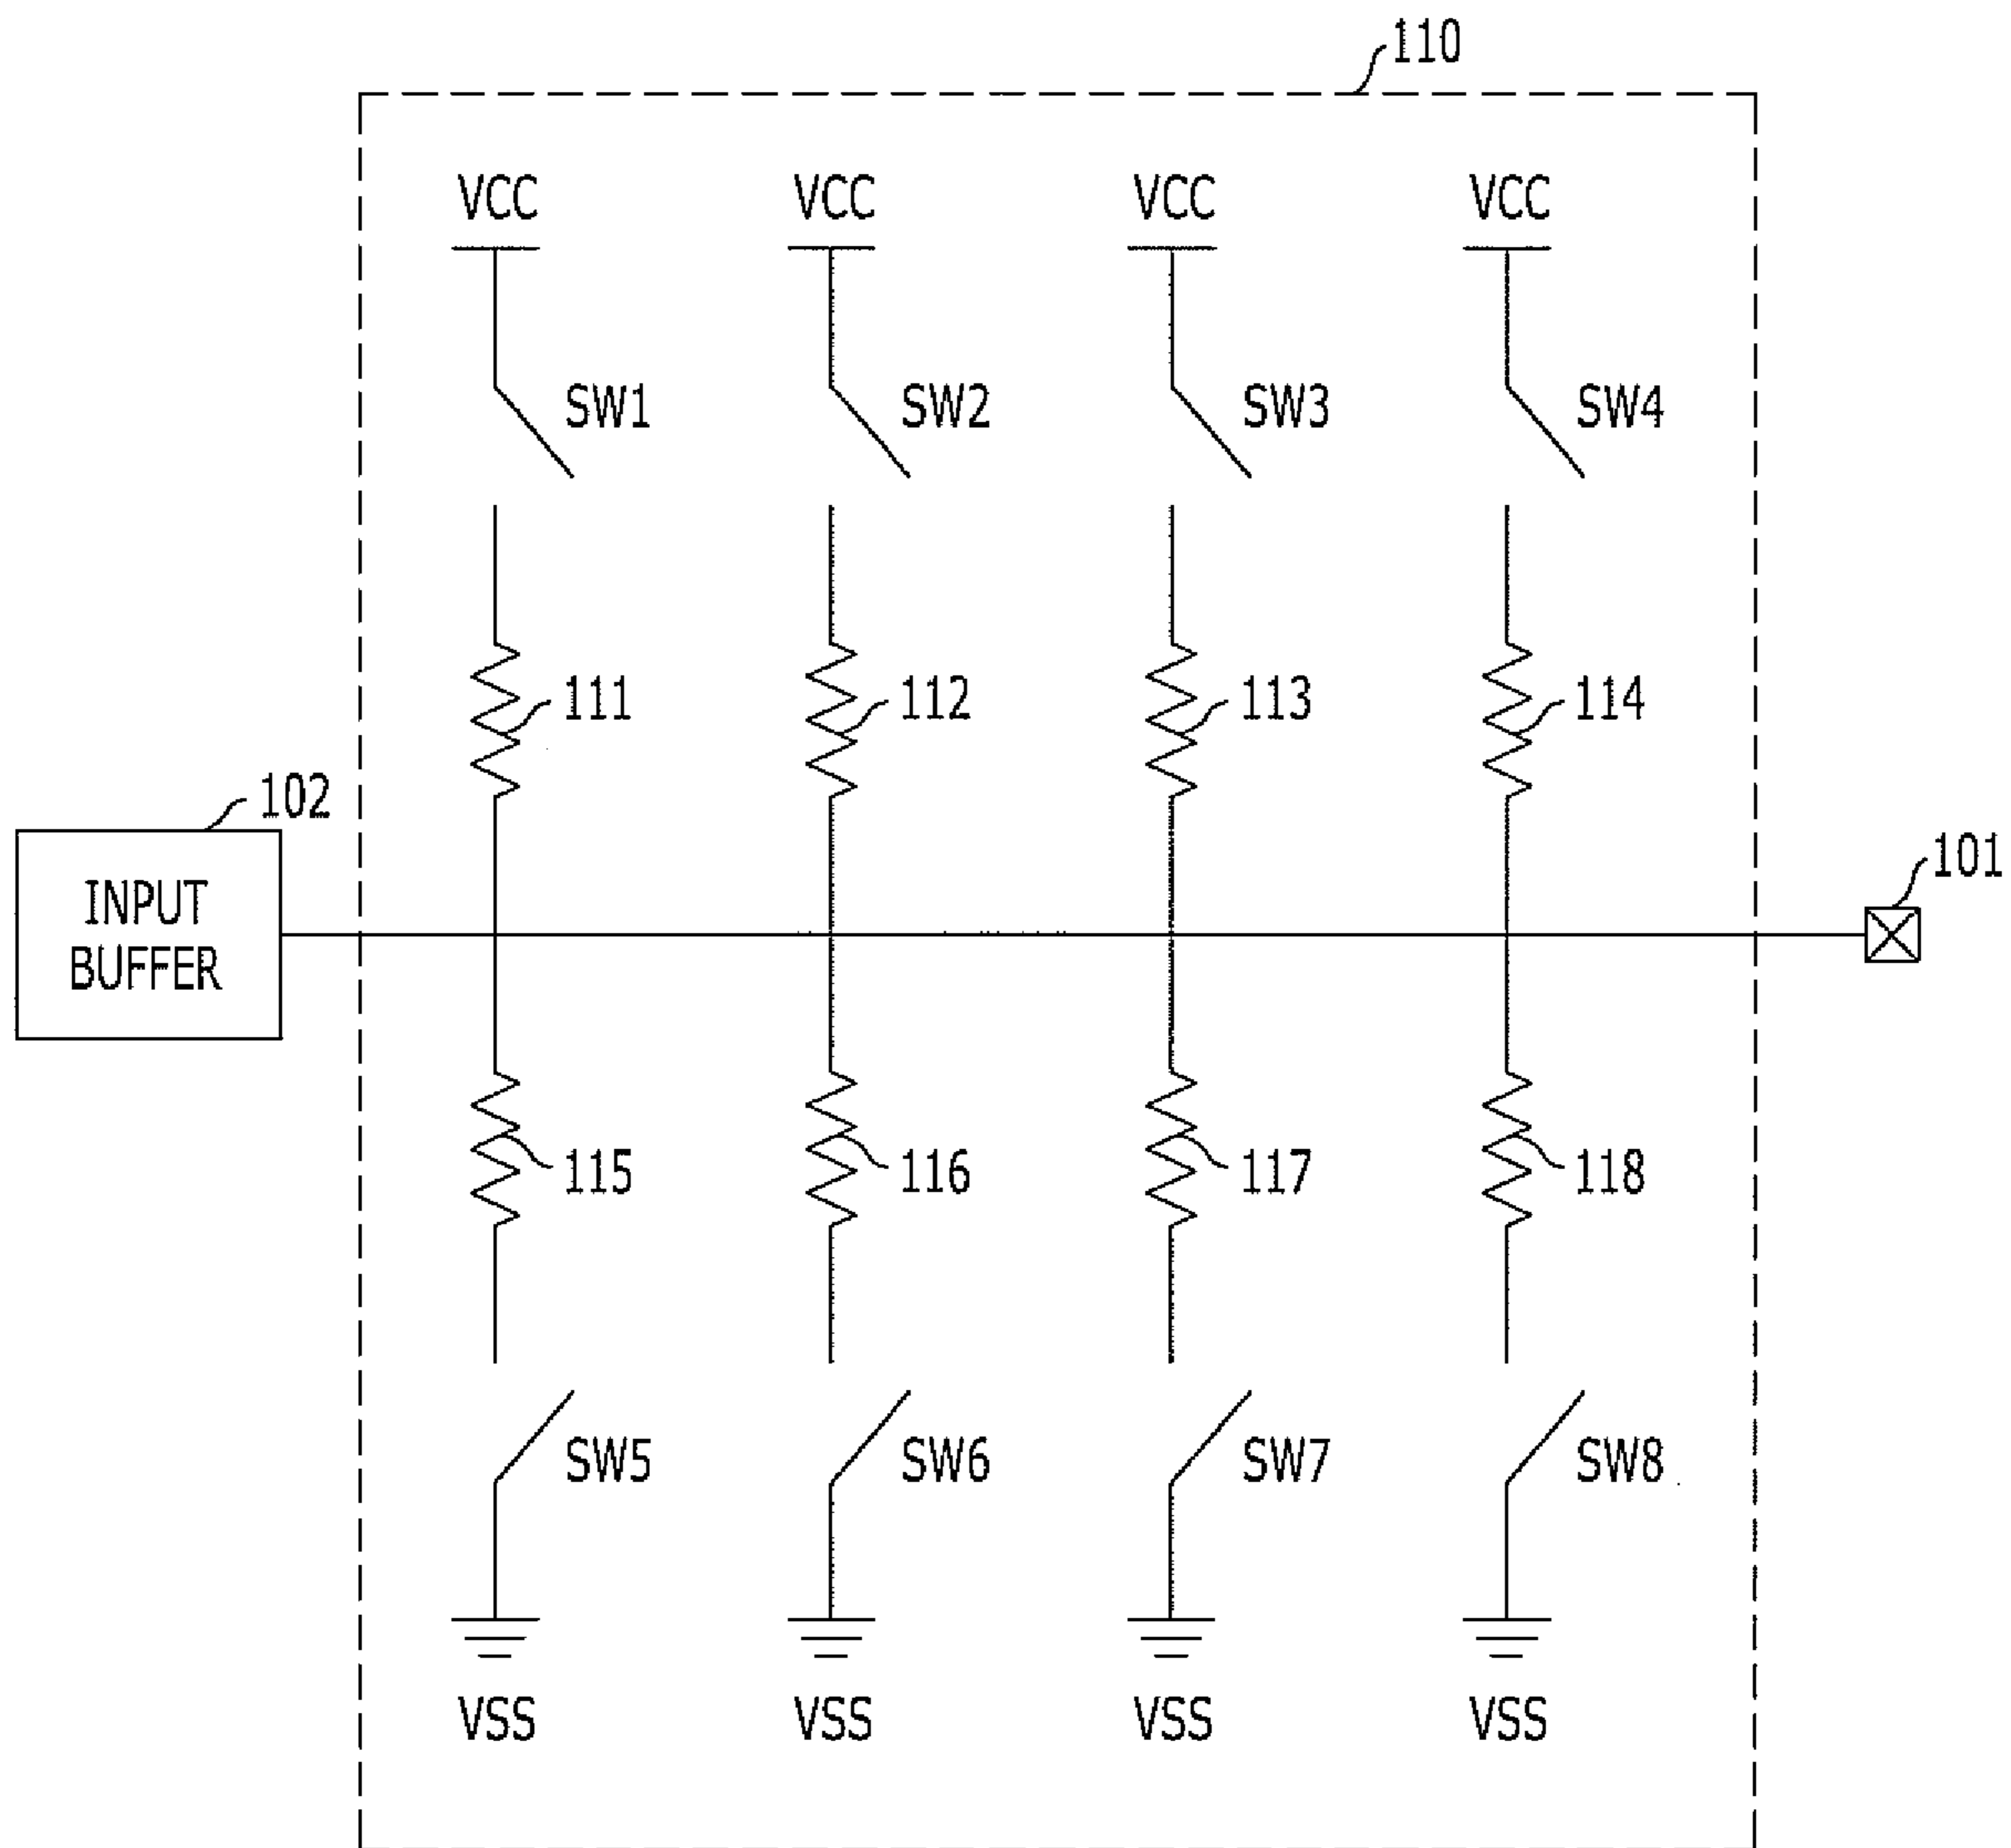 110
VCC VCC VCC VCC
SW1 SW2 SW3 SW4
111 112 113 114
102
101
INPUT
BUFFER
115 116 117 118
SW5 SW6 SW7 SW8
VSS VSS VSS VSS